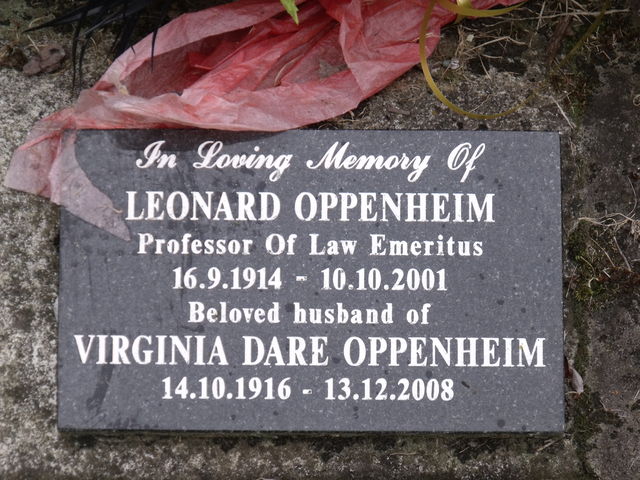 In Loving Memory Of
LEONARD OPPENHEIM
Professor Of Law Emeritus
16.9.1914 - 10.10.2001
Beloved husband of
VIRGINIA DARE OPPENHEIM
14.10.1916 - 13.12.2008